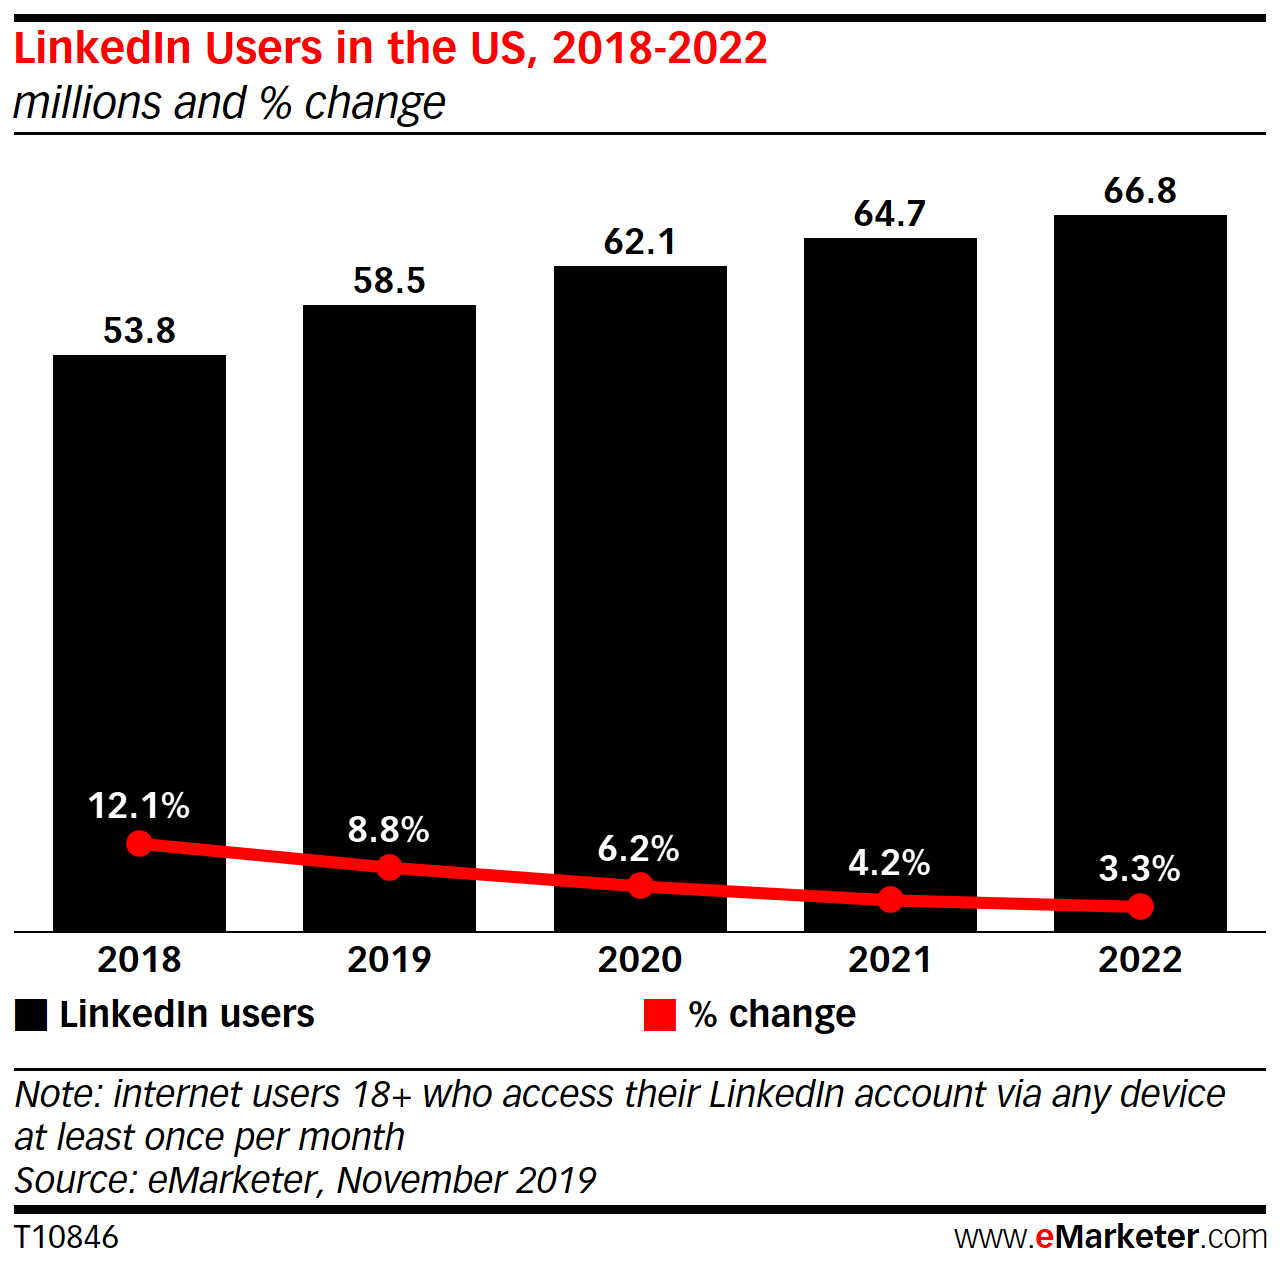 LinkedIn Users in the US, 2018-2022
millions and % change
53.8
58.5
62.1
64.7
66.8
12.1%
8.8%
6.2%
4.2%
3.3%
2018
2019
2020
2021
2022
LinkedIn users
% change
Note: internet users 18+ who access their LinkedIn account via any device
at least once per month
Source: eMarketer, November 2019
T10846
www.eMarketer.com